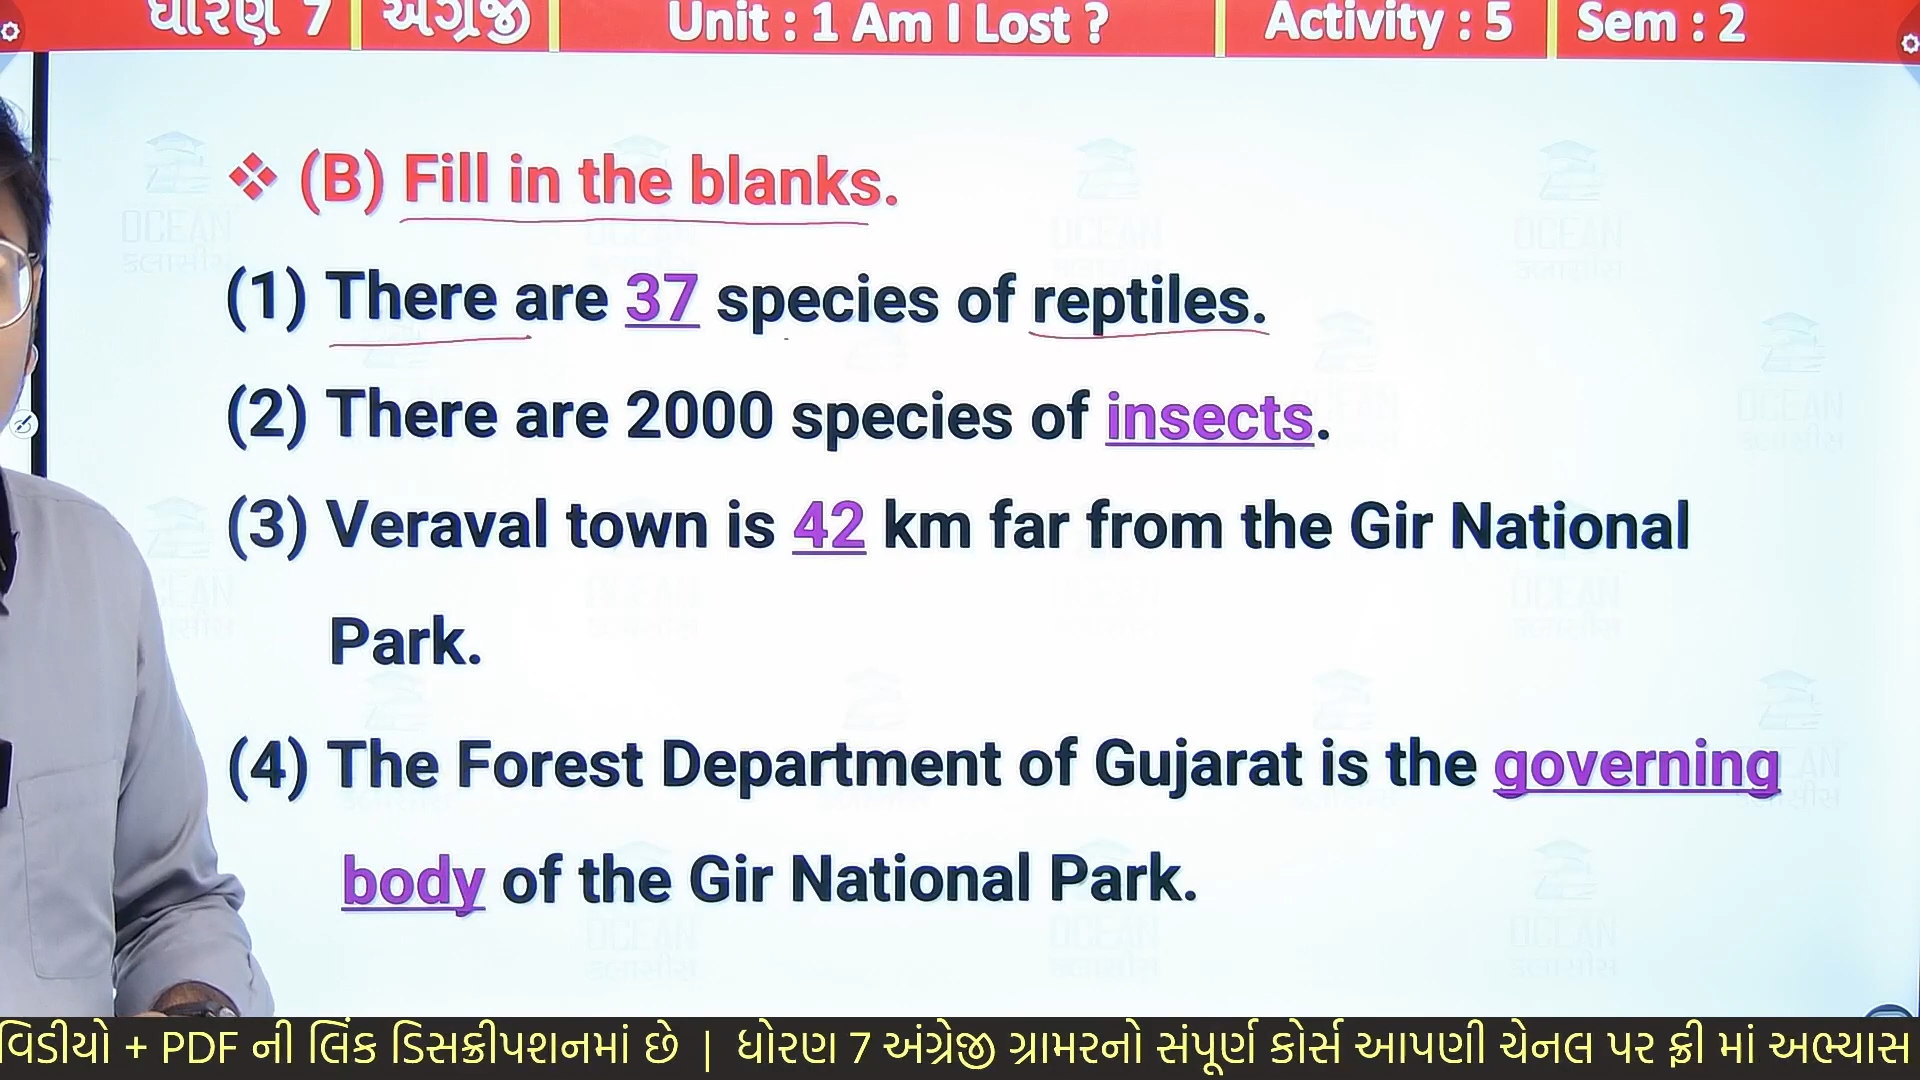 ધોરણ 7 અંગ્રેજી Unit : 1 Am I Lost ? Activity : 5 Sem : 2
❖ (B) Fill in the blanks.
(1) There are 37 species of reptiles.
(2) There are 2000 species of insects.
(3) Veraval town is 42 km far from the Gir National
Park.
(4) The Forest Department of Gujarat is the governing
body of the Gir National Park.
વિડીયો + PDF ની લિંક ડિસ્ક્રીપશનમાં છે | ધોરણ 7 અંગ્રેજી ગ્રામરનો સંપૂર્ણ કોર્સ આપણી ચેનલ પર ફ્રી માં અભ્યાસ
OCEAN
ક્લાસીસ